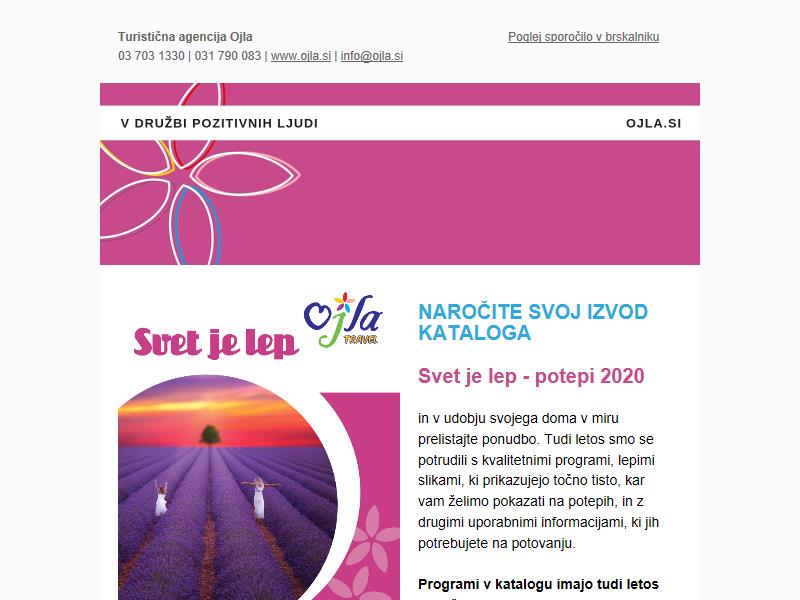 Turistična agencija Ojla
Poglej sporočilo v brskalniku
03 703 1330 | 031 790 083 | www.ojla.si | info@ojla.si
V DRUŽBI POZITIVNIH LJUDI
OJLA.SI
Svet je lep
ojla
TRAVEL
NAROČITE SVOJ IZVOD
KATALOGA
Svet je lep - potepi 2020
in v udobju svojega doma v miru
prelistajte ponudbo. Tudi letos smo se
potrudili s kvalitetnimi programi, lepimi
slikami, ki prikazujejo točno tisto, kar
vam želimo pokazati na potepih, in z
drugimi uporabnimi informacijami, ki jih
potrebujete na potovanju.
Programi v katalogu imajo tudi letos